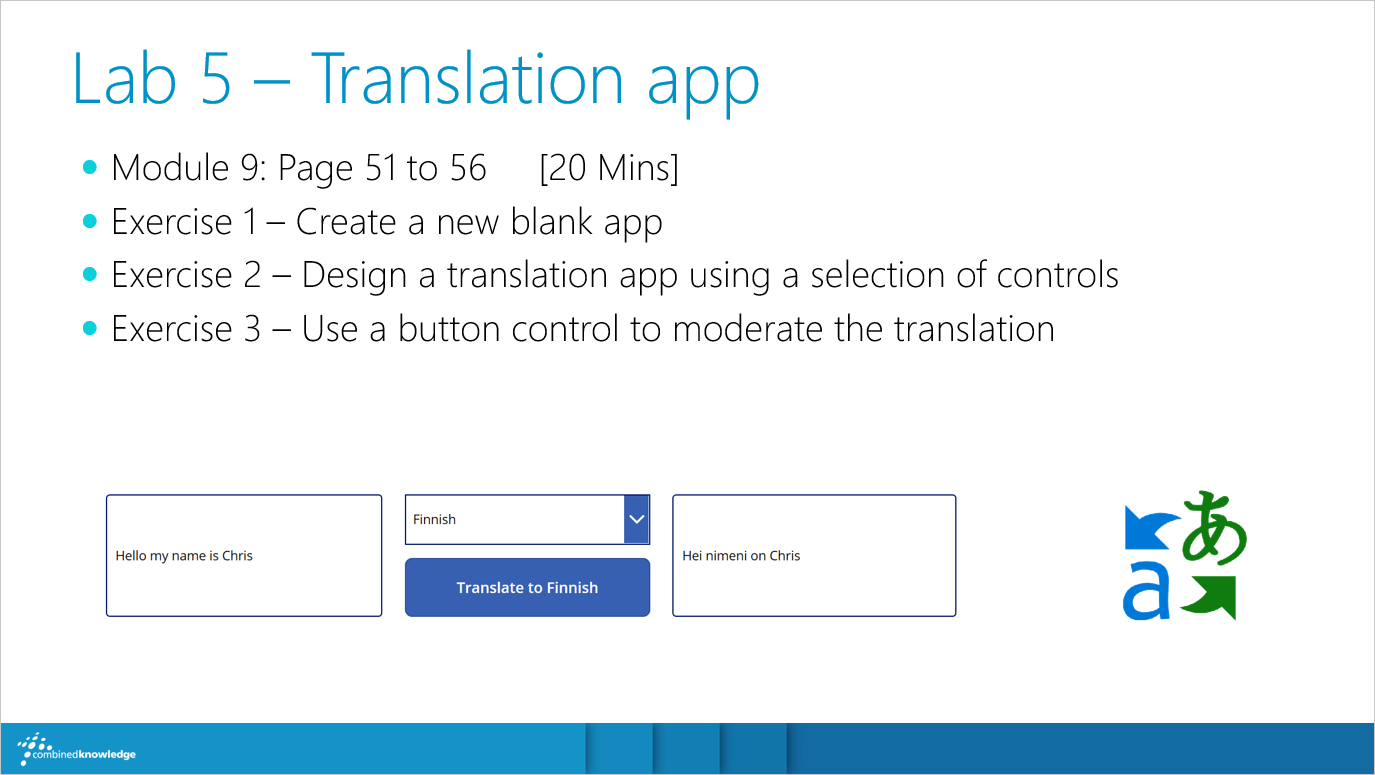 Lab 5 – Translation app
Module 9: Page 51 to 56 [20 Mins]
Exercise 1 – Create a new blank app
Exercise 2 – Design a translation app using a selection of controls
Exercise 3 – Use a button control to moderate the translation
Hello my name is Chris
Finnish
Translate to Finnish
Hei nimeni on Chris
あ
a
combinedknowledge